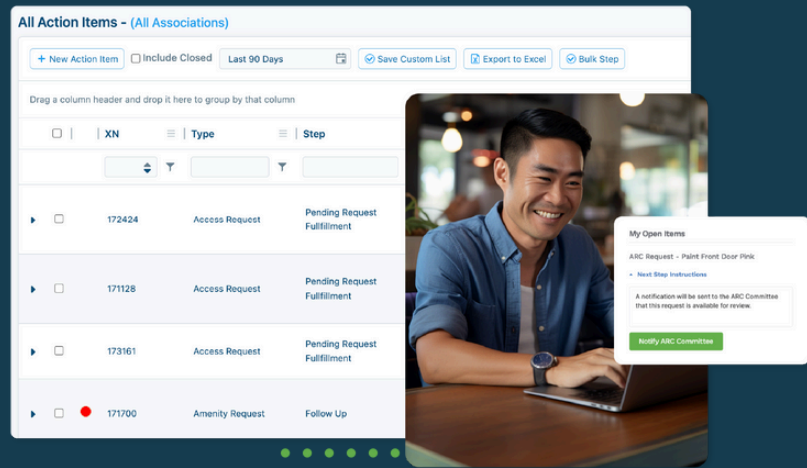 All Action Items - (All Associations)
+ New Action Item
Include Closed
Last 90 Days
Save Custom List
Export to Excel
Bulk Step
Drag a column header and drop it here to group by that column
XN
Type
Step
172424
Access Request
Pending Request
Fullfillment
171128
Access Request
Pending Request
Fullfillment
173161
Access Request
Pending Request
Fullfillment
171700
Amenity Request
Follow Up
My Open Items
ARC Request - Paint Front Door Pink
Next Step Instructions
A notification will be sent to the ARC Committee
that this request is available for review.
Notify ARC Committee